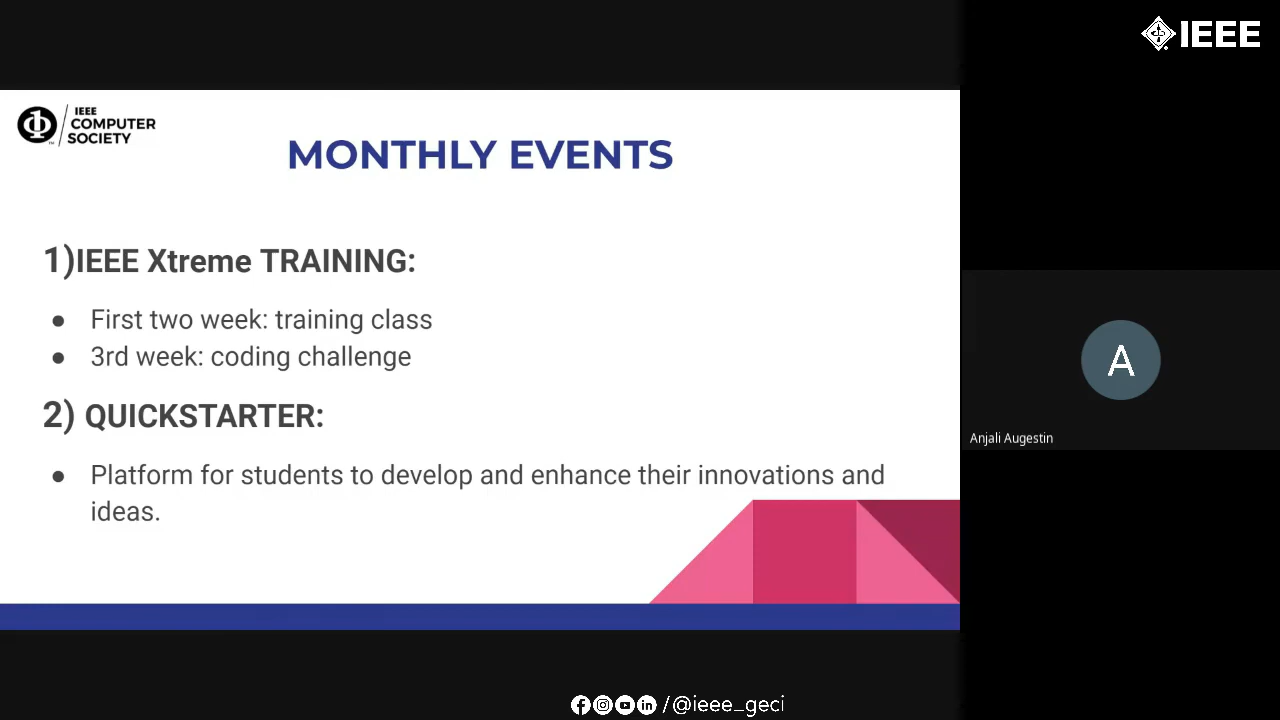 IEEE
IEEE
COMPUTER
SOCIETY
MONTHLY EVENTS
1)IEEE Xtreme TRAINING:
● First two week: training class
● 3rd week: coding challenge
2) QUICKSTARTER:
● Platform for students to develop and enhance their innovations and
ideas.
A
Anjali Augestin
/@ieee_geci